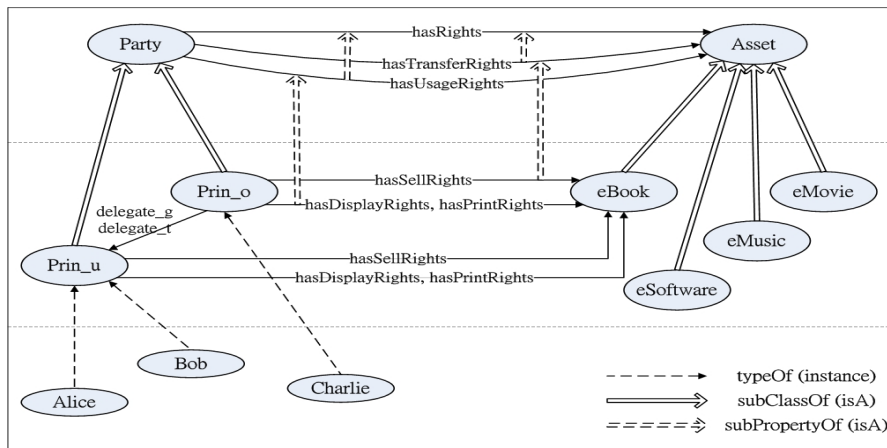 Party
hasRights
Asset
hasTransferRights
hasUsageRights
Prin_o
hasSellRights
eBook
eMovie
hasDisplayRights, hasPrintRights
delegate_g
delegate_t
eMusic
Prin_u
hasSellRights
hasDisplayRights, hasPrintRights
eSoftware
Bob
Alice
Charlie
typeOf (instance)
subClassOf (isA)
subPropertyOf (isA)